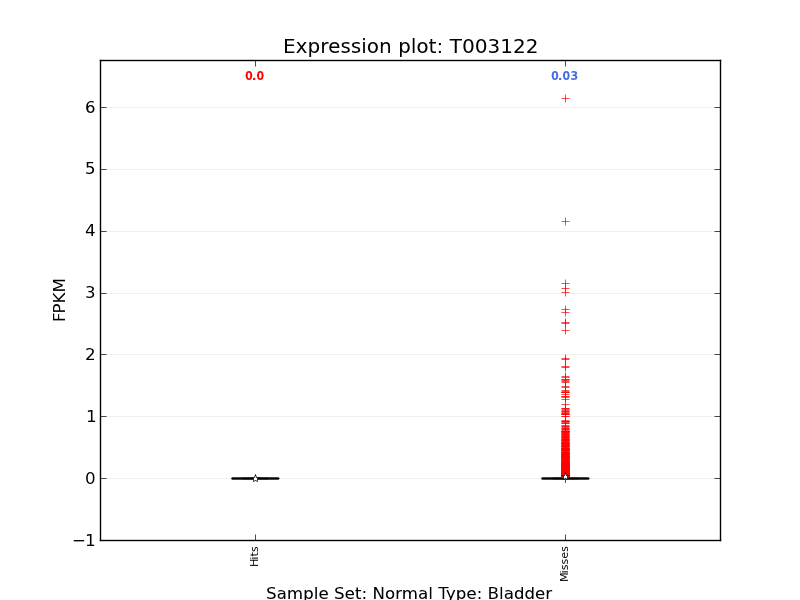 Expression plot: T003122
0.0 0.03
6
5
4
3
2
1
0
−1
FPKM
Hits Misses
Sample Set: Normal Type: Bladder